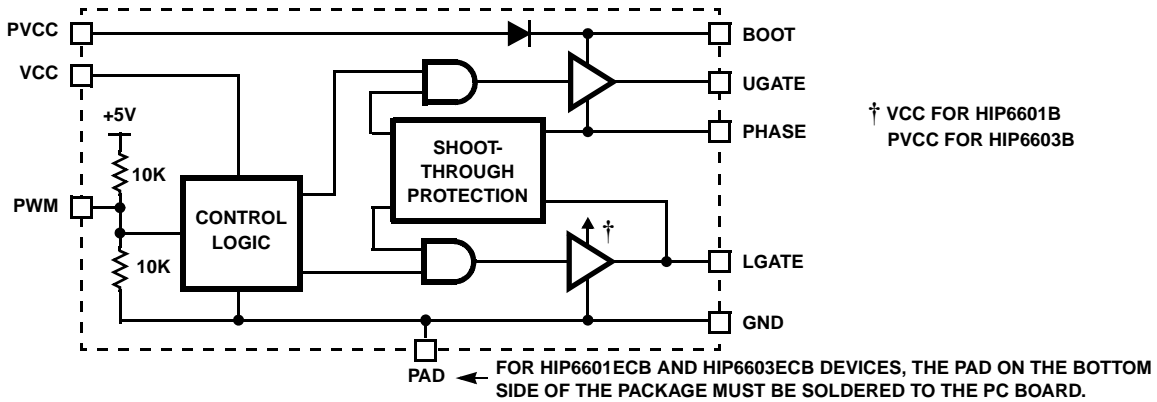 PVCC
BOOT
VCC
UGATE
+5V
† VCC FOR HIP6601B
PVCC FOR HIP6603B
PHASE
SHOOT-
THROUGH
PROTECTION
10K
PWM
CONTROL
LOGIC
†
10K
LGATE
GND
PAD
FOR HIP6601ECB AND HIP6603ECB DEVICES, THE PAD ON THE BOTTOM
SIDE OF THE PACKAGE MUST BE SOLDERED TO THE PC BOARD.